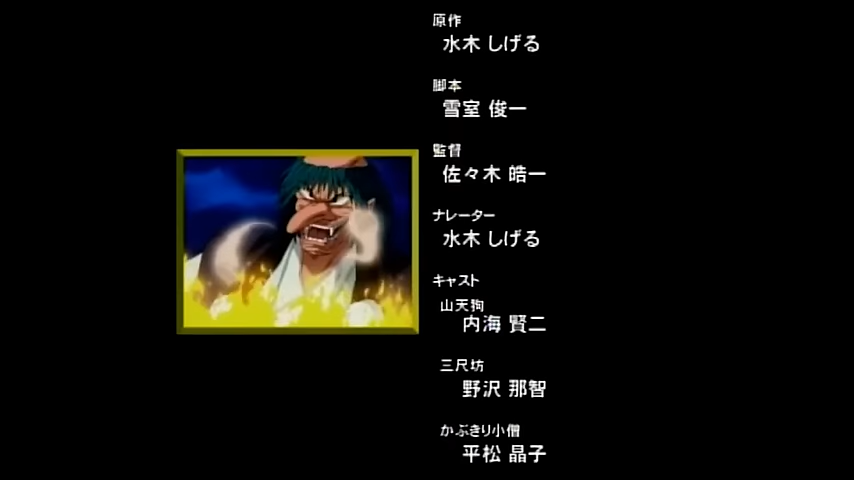 原作
水木 しげる
脚本
雪室 俊一
監督
佐々木 皓一
ナレーター
水木 しげる
キャスト
山天狗
内海 賢二
三尺坊
野沢 那智
かぶきり小僧
平松 晶子